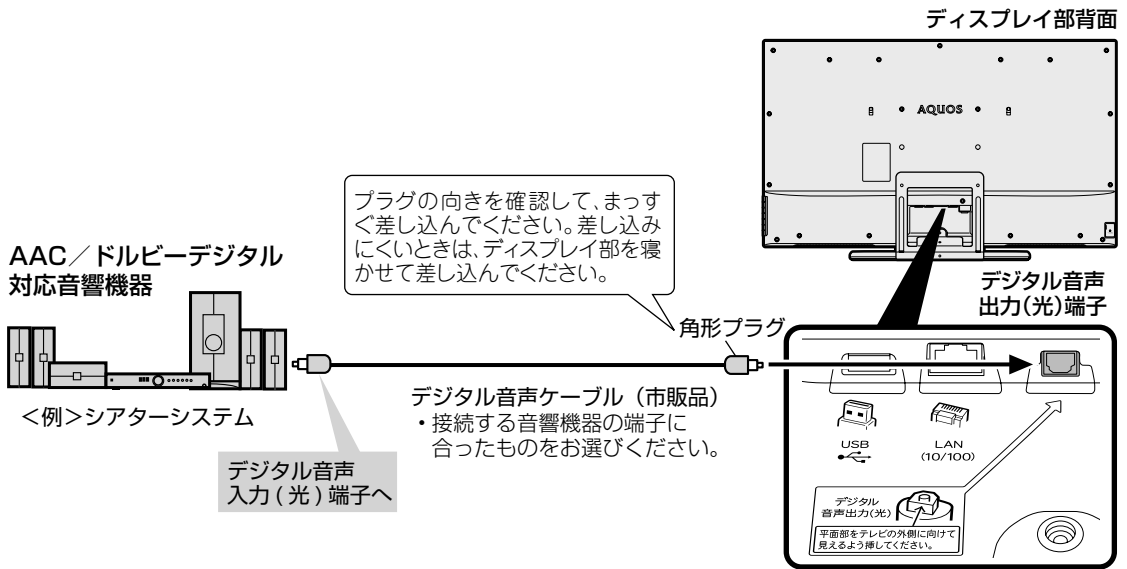 ディスプレイ部背面
AQUOS
プラグの向きを確認して、まっす
ぐ差し込んでください。差し込み
にくいときは、ディスプレイ部を寝
かせて差し込んでください。
AAC／ドルビーデジタル
対応音響機器
デジタル音声
出力(光)端子
角形プラグ
デジタル音声ケーブル（市販品）
・接続する音響機器の端子に
合ったものをお選びください。
＜例＞シアターシステム
デジタル音声
入力(光)端子へ
USB
LAN
(10/100)
デジタル
音声出力(光)
平面部をテレビの外側に向けて
見えるよう挿してください。